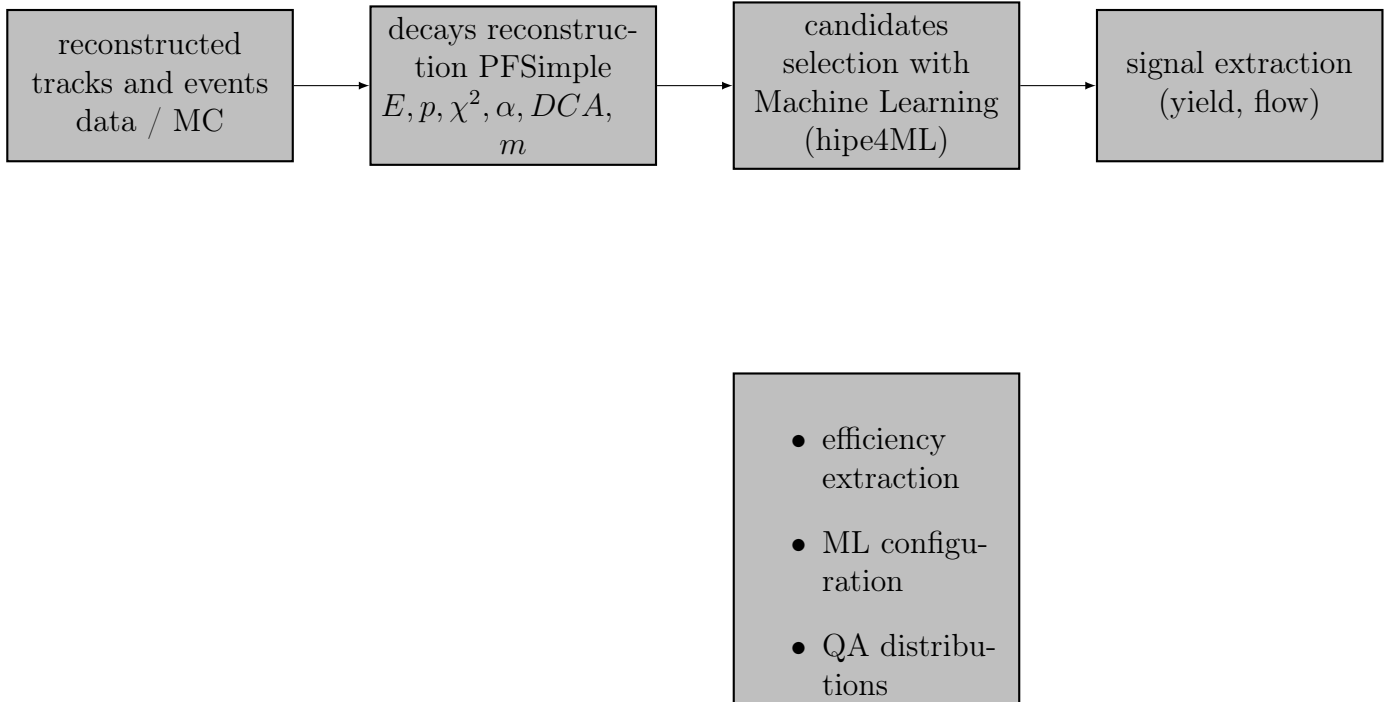 reconstructed
tracks and events
data / MC
decays reconstruc-
tion PFSimple
E, p, χ², α, DCA,
m
candidates
selection with
Machine Learning
(hipe4ML)
signal extraction
(yield, flow)
• efficiency
extraction
• ML configu-
ration
• QA distribu-
tions